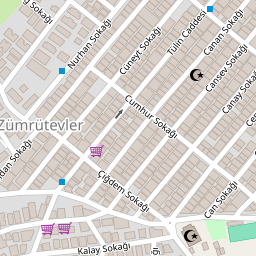 Nurhan Sokağı
Cüneyt Sokağı
Tulim Caddesi
Canan Sokağı
Cansev Sokağı
Canay Sokağı
Cumhur Sokağı
Zümrütevler
Çiğdem Sokağı
Can Sokağı
Kalay Sokağı
Sokağı
Sokağı